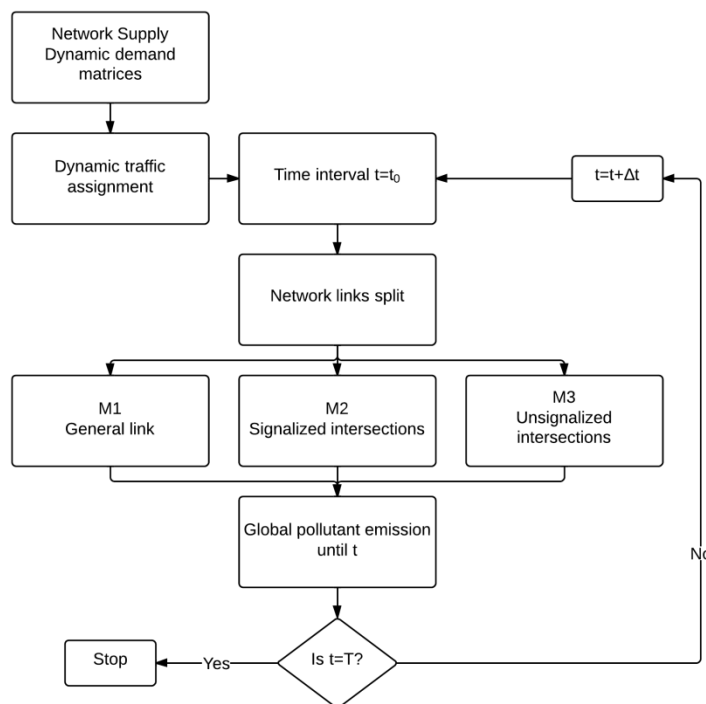 Network Supply
Dynamic demand
matrices
Dynamic traffic
assignment
Time interval t=t₀
t=t+Δt
Network links split
M1
General link
M2
Signalized intersections
M3
Unsignalized
intersections
Global pollutant emission
until t
No
Is t=T?
Yes
Stop